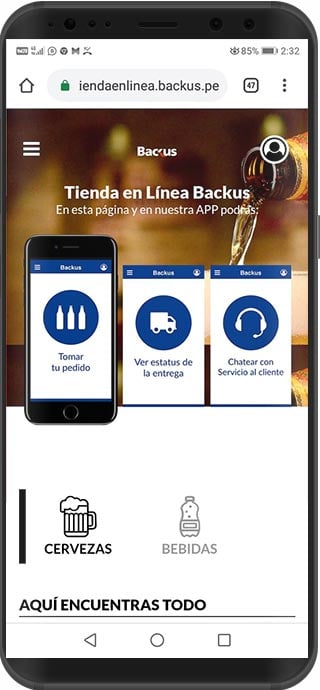 85% 2:32
iendaenlinea.backus.pe 47
Backus
Tienda en Línea Backus
En esta página y en nuestra APP podrás:
Backus
Tomar
tu pedido
Backus
Ver estatus de
la entrega
Backus
Chatear con
Servicio al cliente
CERVEZAS
BEBIDAS
AQUÍ ENCUENTRAS TODO